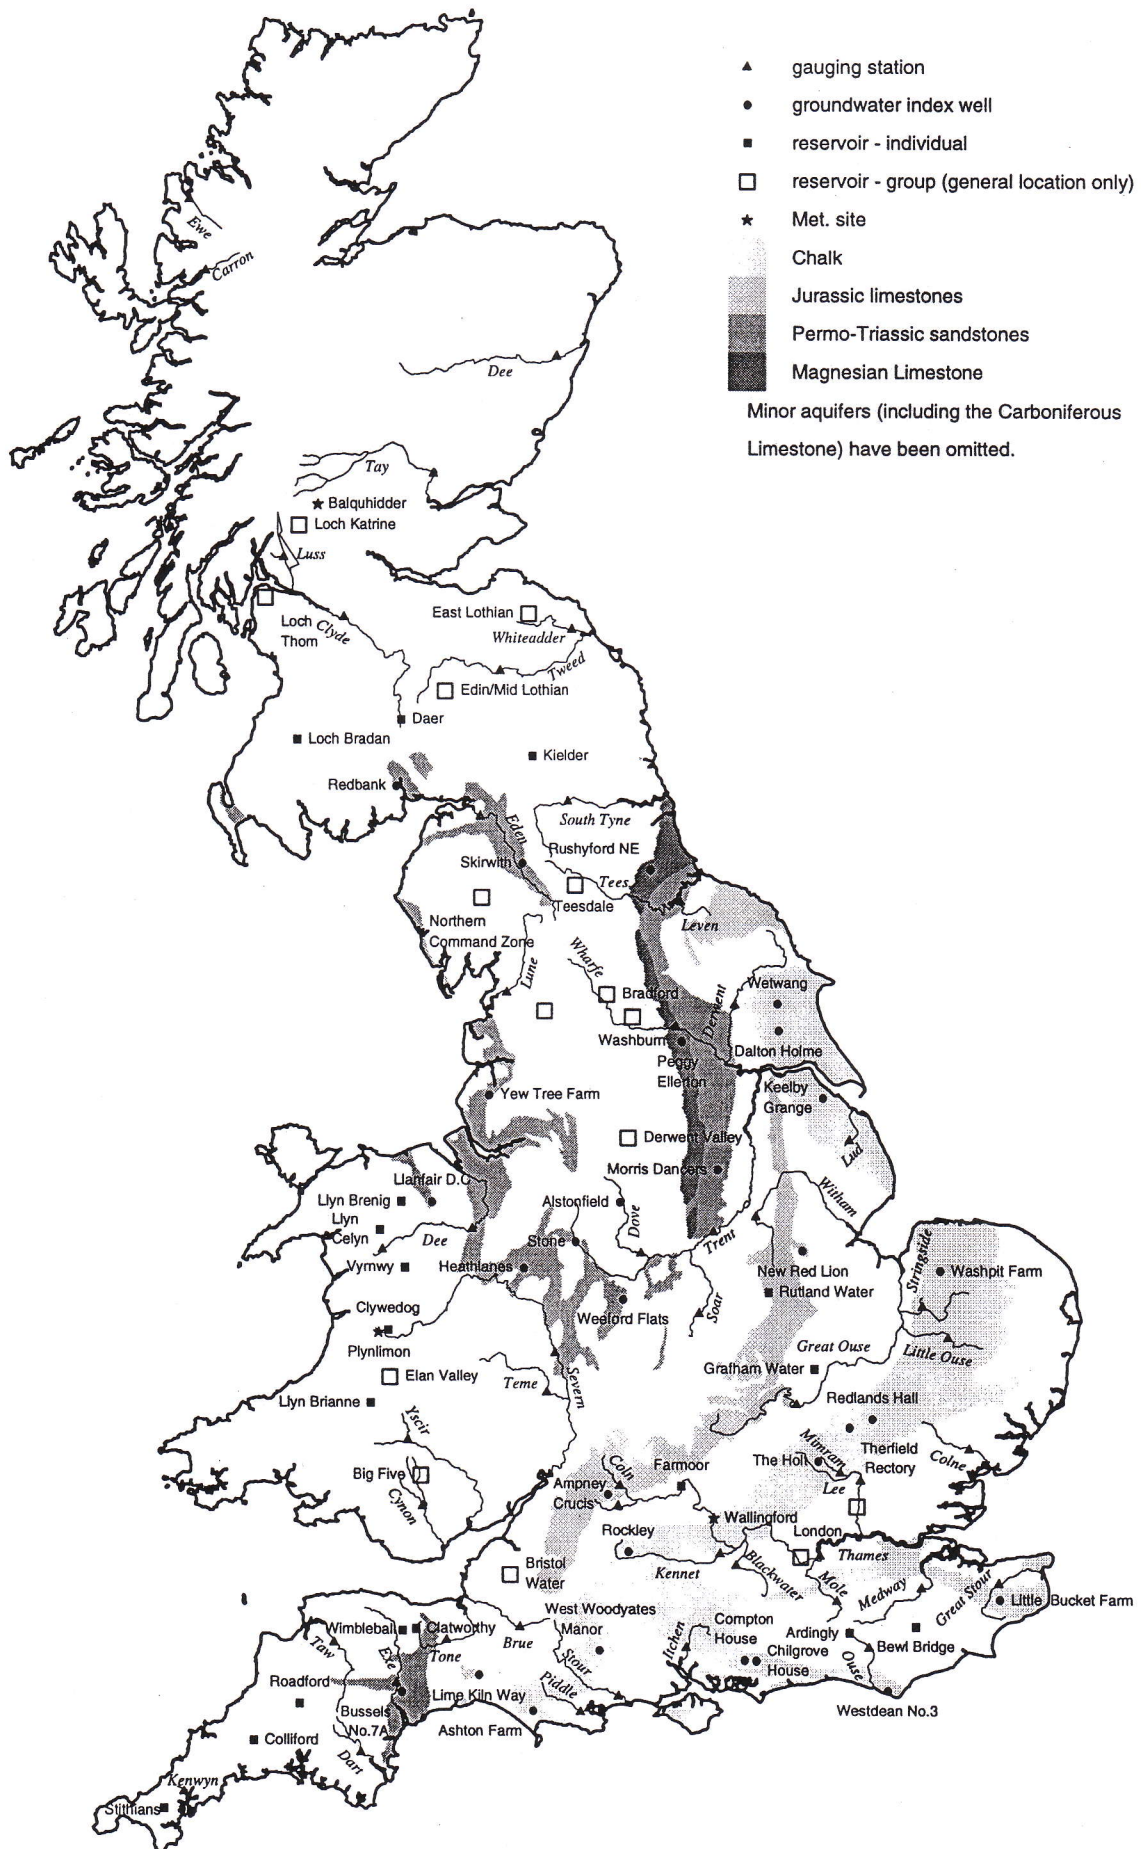 gauging station
groundwater index well
reservoir - individual
reservoir - group (general location only)
Met. site
Chalk
Jurassic limestones
Permo-Triassic sandstones
Magnesian Limestone
Minor aquifers (including the Carboniferous
Limestone) have been omitted.
Ewe
Carron
Dee
Tay
Balquhidder
Loch Katrine
Luss
Loch
Thom
Clyde
East Lothian
Whiteadder
Tweed
Edin/Mid Lothian
Daer
Loch Bradan
Kielder
Redbank
Eden
South Tyne
Rushyford NE
Skirwith
Tees
Teesdale
Northern
Command Zone
Leven
Lune
Wharfe
Bradford
Derwent
Wetwang
Washburn
Dalton Holme
Peggy
Ellerton
Keelby
Grange
Yew Tree Farm
Lud
Derwent Valley
Morris Dancers
Llanfair D.C
Llyn Brenig
Alstonfield
Witham
Llyn
Celyn
Dee
Dove
Stone
Trent
Vyrnwy
Heathlanes
New Red Lion
Rutland Water
Stringside
Washpit Farm
Clywedog
Plynlimon
Weeford Flats
Soar
Great Ouse
Little Ouse
Elan Valley
Teme
Severn
Grafham Water
Llyn Brianne
Redlands Hall
Yscir
Mimram
Therfield
Rectory
Colne
Big Five
Cynon
Coln
Farmoor
The Holt
Ampney
Crucis
Lee
Wallingford
Rockley
London
Kennet
Blackwater
Thames
Mole
Medway
Great Stour
Little Bucket Farm
Bristol
Water
West Woodyates
Manor
Compton
House
Ardingly
Bewl Bridge
Chilgrove
House
Wimbleball
Clatworthy
Taw
Exe
Tone
Brue
Stour
Itchen
Ouse
Roadford
Lime Kiln Way
Piddle
Bussels
No.7A
Ashton Farm
Westdean No.3
Colliford
Dart
Kenwyn
Stithians